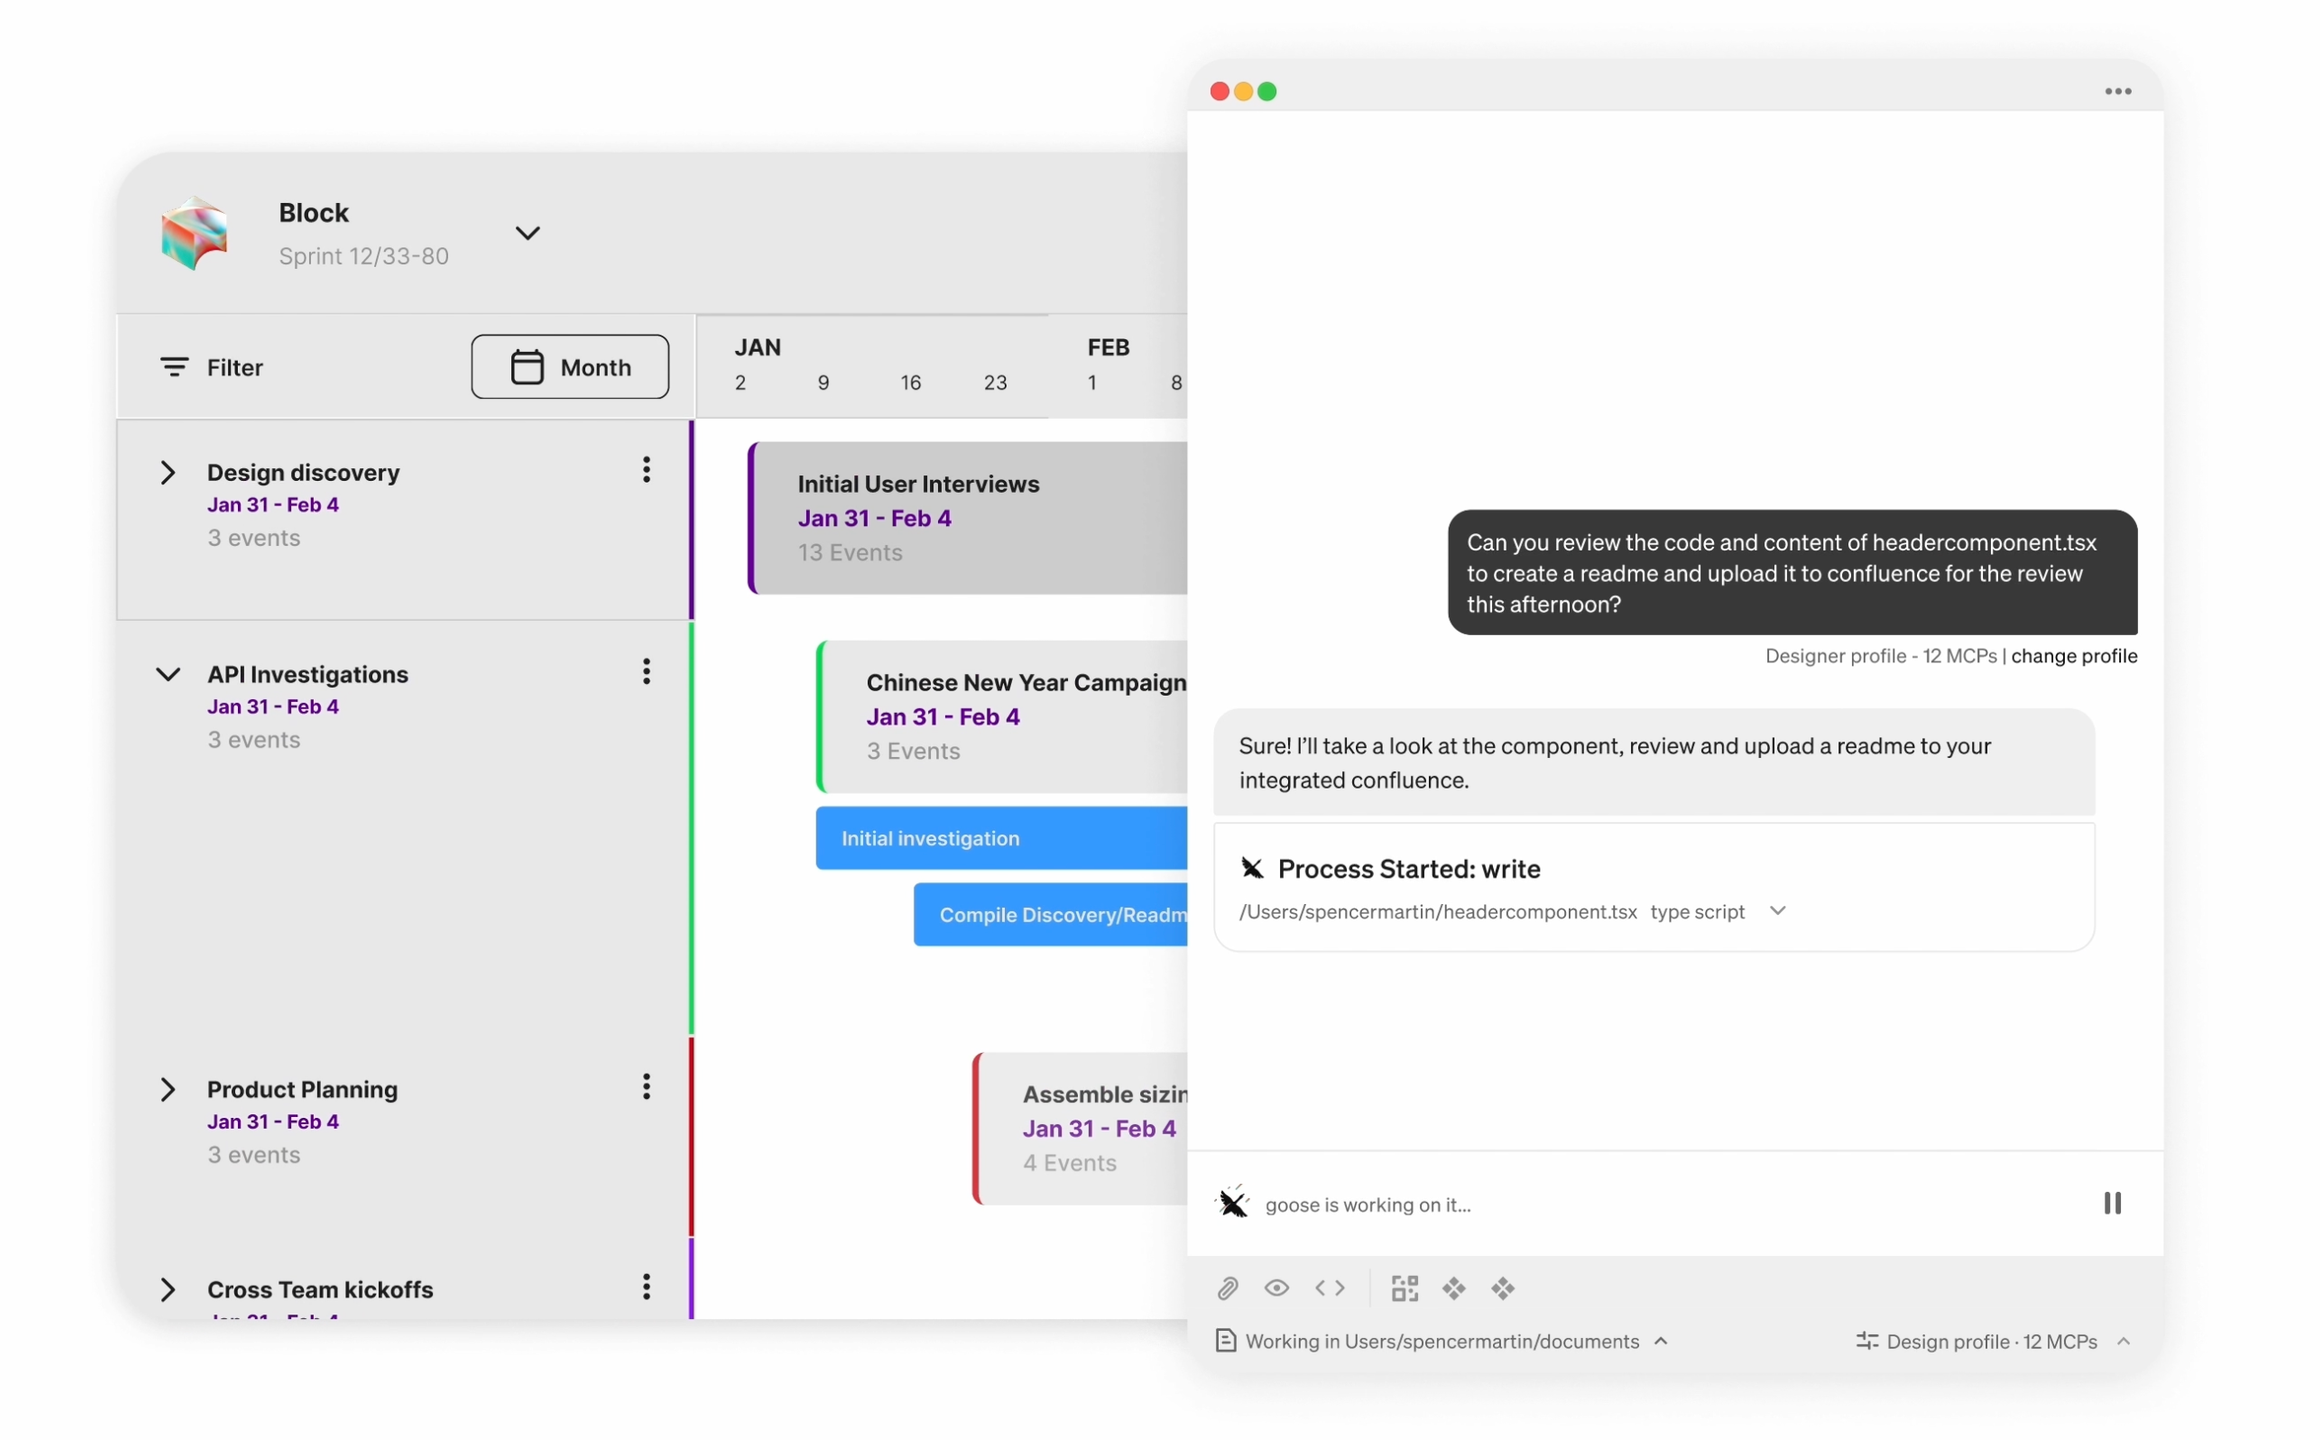 Block
Sprint 12/33-80
Filter
Month
JAN
FEB
2 9 16 23 1 8
Design discovery
Jan 31 - Feb 4
3 events
API Investigations
Jan 31 - Feb 4
3 events
Product Planning
Jan 31 - Feb 4
3 events
Cross Team kickoffs
Jan 31 - Feb 4
Initial User Interviews
Jan 31 - Feb 4
13 Events
Chinese New Year Campaign
Jan 31 - Feb 4
3 Events
Initial investigation
Compile Discovery/Readm
Assemble sizin
Jan 31 - Feb 4
4 Events
Can you review the code and content of headercomponent.tsx
to create a readme and upload it to confluence for the review
this afternoon?
Designer profile - 12 MCPs | change profile
Sure! I’ll take a look at the component, review and upload a readme to your
integrated confluence.
Process Started: write
/Users/spencermartin/headercomponent.tsx type script
goose is working on it...
Working in Users/spencermartin/documents
Design profile · 12 MCPs